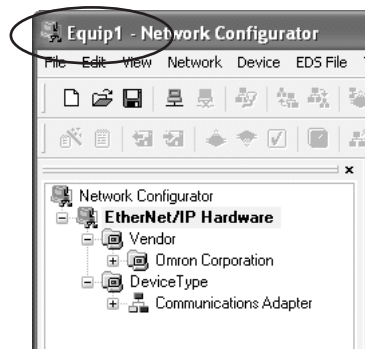 Equip1 - Network Configurator
File Edit View Network Device EDS File
Network Configurator
EtherNet/IP Hardware
Vendor
Omron Corporation
DeviceType
Communications Adapter